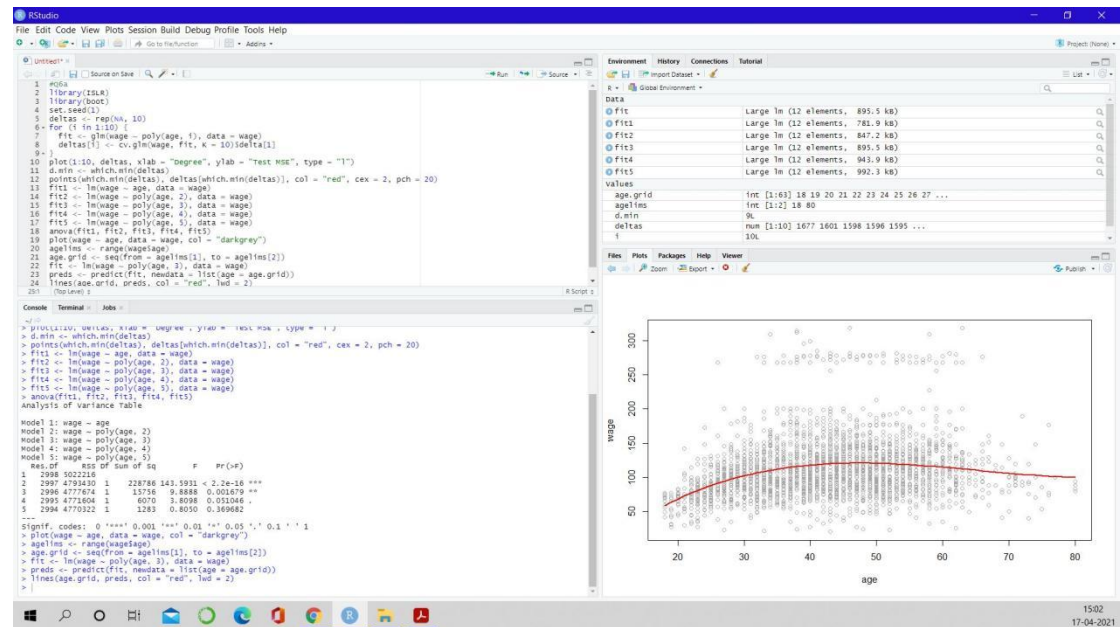 RStudio
File Edit Code View Plots Session Build Debug Profile Tools Help
Go to file/function Addins Project: (None)
Untitled1*
Source on Save Run Source
1 #Q6a
2 library(ISLR)
3 library(boot)
4 set.seed(1)
5 deltas <- rep(NA, 10)
6 for (i in 1:10) {
7 fit <- glm(wage ~ poly(age, i), data = Wage)
8 deltas[i] <- cv.glm(Wage, fit, K = 10)$delta[1]
9 }
10 plot(1:10, deltas, xlab = "Degree", ylab = "Test MSE", type = "l")
11 d.min <- which.min(deltas)
12 points(which.min(deltas), deltas[which.min(deltas)], col = "red", cex = 2, pch = 20)
13 fit1 <- lm(wage ~ age, data = Wage)
14 fit2 <- lm(wage ~ poly(age, 2), data = Wage)
15 fit3 <- lm(wage ~ poly(age, 3), data = Wage)
16 fit4 <- lm(wage ~ poly(age, 4), data = Wage)
17 fit5 <- lm(wage ~ poly(age, 5), data = Wage)
18 anova(fit1, fit2, fit3, fit4, fit5)
19 plot(wage ~ age, data = Wage, col = "darkgrey")
20 agelims <- range(Wage$age)
21 age.grid <- seq(from = agelims[1], to = agelims[2])
22 fit <- lm(wage ~ poly(age, 3), data = Wage)
23 preds <- predict(fit, newdata = list(age = age.grid))
24 lines(age.grid, preds, col = "red", lwd = 2)
25:1 (Top Level) R Script
Console Terminal Jobs
~/
> plot(1:10, deltas, xlab = "Degree", ylab = "Test MSE", type = "l")
> d.min <- which.min(deltas)
> points(which.min(deltas), deltas[which.min(deltas)], col = "red", cex = 2, pch = 20)
> fit1 <- lm(wage ~ age, data = Wage)
> fit2 <- lm(wage ~ poly(age, 2), data = Wage)
> fit3 <- lm(wage ~ poly(age, 3), data = Wage)
> fit4 <- lm(wage ~ poly(age, 4), data = Wage)
> fit5 <- lm(wage ~ poly(age, 5), data = Wage)
> anova(fit1, fit2, fit3, fit4, fit5)
Analysis of Variance Table
Model 1: wage ~ age
Model 2: wage ~ poly(age, 2)
Model 3: wage ~ poly(age, 3)
Model 4: wage ~ poly(age, 4)
Model 5: wage ~ poly(age, 5)
Res.Df RSS Df Sum of Sq F Pr(>F)
1 2998 5022216
2 2997 4793430 1 228786 143.5931 < 2.2e-16 ***
3 2996 4777674 1 15756 9.8888 0.001679 **
4 2995 4771604 1 6070 3.8098 0.051046 .
5 2994 4770322 1 1283 0.8050 0.369682
---
Signif. codes: 0 '***' 0.001 '**' 0.01 '*' 0.05 '.' 0.1 ' ' 1
> plot(wage ~ age, data = Wage, col = "darkgrey")
> agelims <- range(Wage$age)
> age.grid <- seq(from = agelims[1], to = agelims[2])
> fit <- lm(wage ~ poly(age, 3), data = Wage)
> preds <- predict(fit, newdata = list(age = age.grid))
> lines(age.grid, preds, col = "red", lwd = 2)
>
Environment History Connections Tutorial
Import Dataset List
R Global Environment
Data
fit Large lm (12 elements, 895.5 kB)
fit1 Large lm (12 elements, 781.9 kB)
fit2 Large lm (12 elements, 847.2 kB)
fit3 Large lm (12 elements, 895.5 kB)
fit4 Large lm (12 elements, 943.9 kB)
fit5 Large lm (12 elements, 992.3 kB)
Values
age.grid int [1:63] 18 19 20 21 22 23 24 25 26 27 ...
agelims int [1:2] 18 80
d.min 9L
deltas num [1:10] 1677 1601 1598 1596 1595 ...
i 10L
Files Plots Packages Help Viewer
Zoom Export Publish
300
250
200
150
100
50
wage
20 30 40 50 60 70 80
age
15:02
17-04-2021